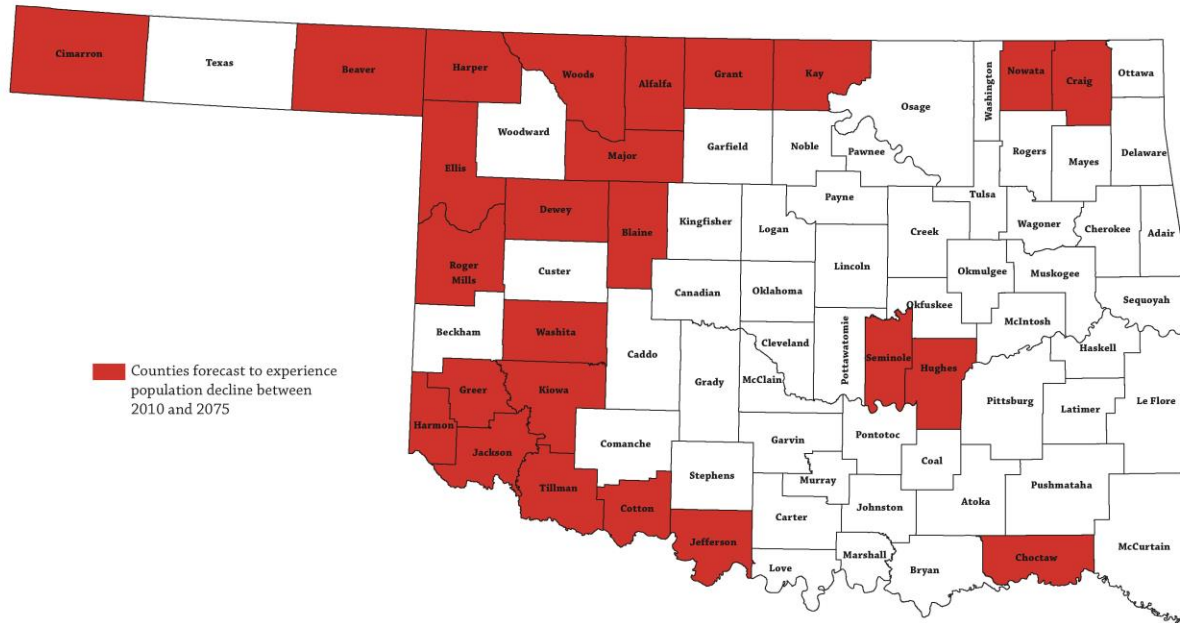 Cimarron
Texas
Beaver
Harper
Woods
Alfalfa
Grant
Kay
Osage
Washington
Nowata
Craig
Ottawa
Woodward
Ellis
Major
Garfield
Noble
Pawnee
Rogers
Mayes
Delaware
Dewey
Blaine
Kingfisher
Logan
Payne
Creek
Tulsa
Wagoner
Cherokee
Adair
Roger
Mills
Custer
Canadian
Oklahoma
Lincoln
Okmulgee
Muskogee
Sequoyah
Beckham
Washita
Caddo
Grady
Cleveland
McClain
Pottawatomie
Okfuskee
Seminole
Hughes
McIntosh
Haskell
Pittsburg
Latimer
Le Flore
Counties forecast to experience
population decline between
2010 and 2075
Harmon
Greer
Kiowa
Jackson
Comanche
Tillman
Cotton
Stephens
Jefferson
Garvin
Murray
Pontotoc
Coal
Carter
Johnston
Atoka
Pushmataha
Love
Marshall
Bryan
Choctaw
McCurtain